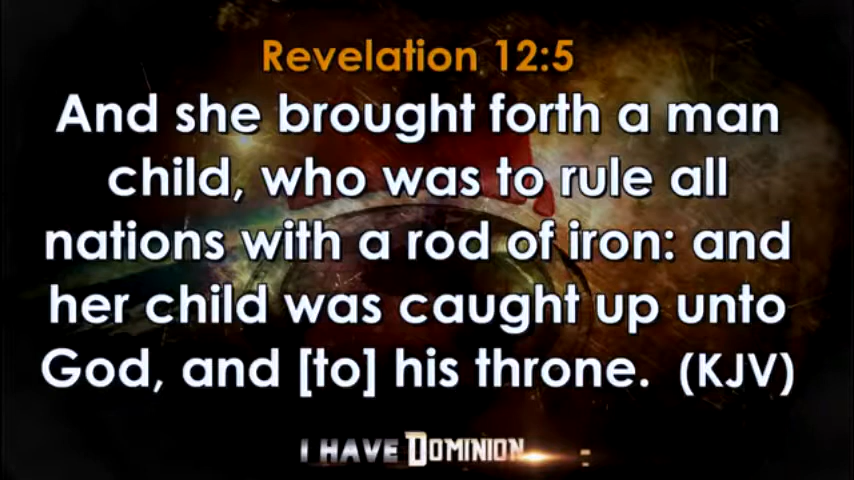 Revelation 12:5
And she brought forth a man
child, who was to rule all
nations with a rod of iron: and
her child was caught up unto
God, and [to] his throne. (KJV)
I HAVE DOMINION